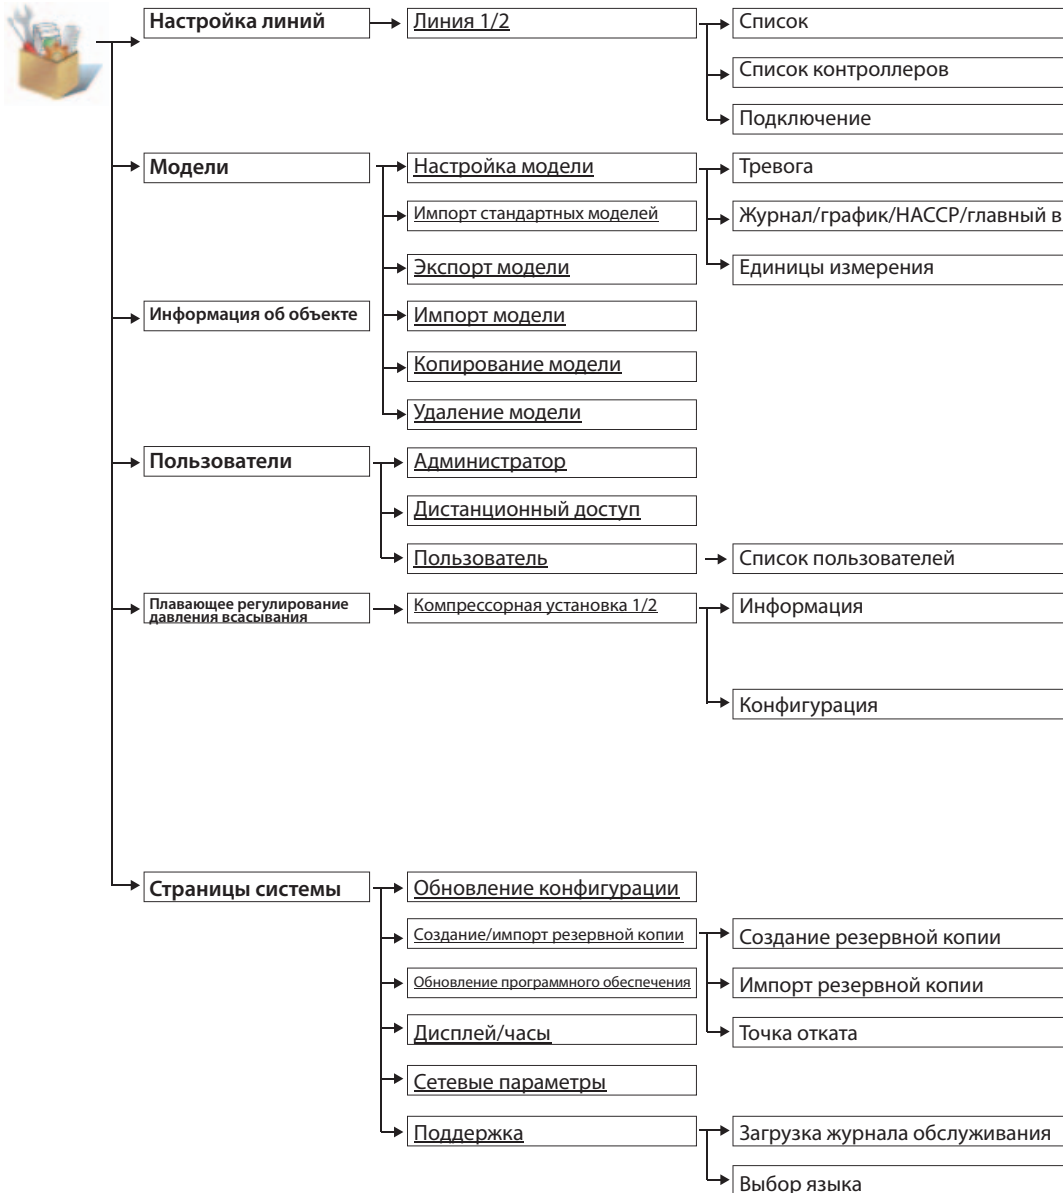 Настройка линий
Линия 1/2
Список
Список контроллеров
Подключение
Модели
Настройка модели
Тревога
Импорт стандартных моделей
Журнал/график/HACCP/главный в
Экспорт модели
Единицы измерения
Информация об объекте
Импорт модели
Копирование модели
Удаление модели
Пользователи
Администратор
Дистанционный доступ
Пользователь
Список пользователей
Плавающее регулирование
давления всасывания
Компрессорная установка 1/2
Информация
Конфигурация
Страницы системы
Обновление конфигурации
Создание/импорт резервной копии
Создание резервной копии
Обновление программного обеспечения
Импорт резервной копии
Дисплей/часы
Точка отката
Сетевые параметры
Поддержка
Загрузка журнала обслуживания
Выбор языка